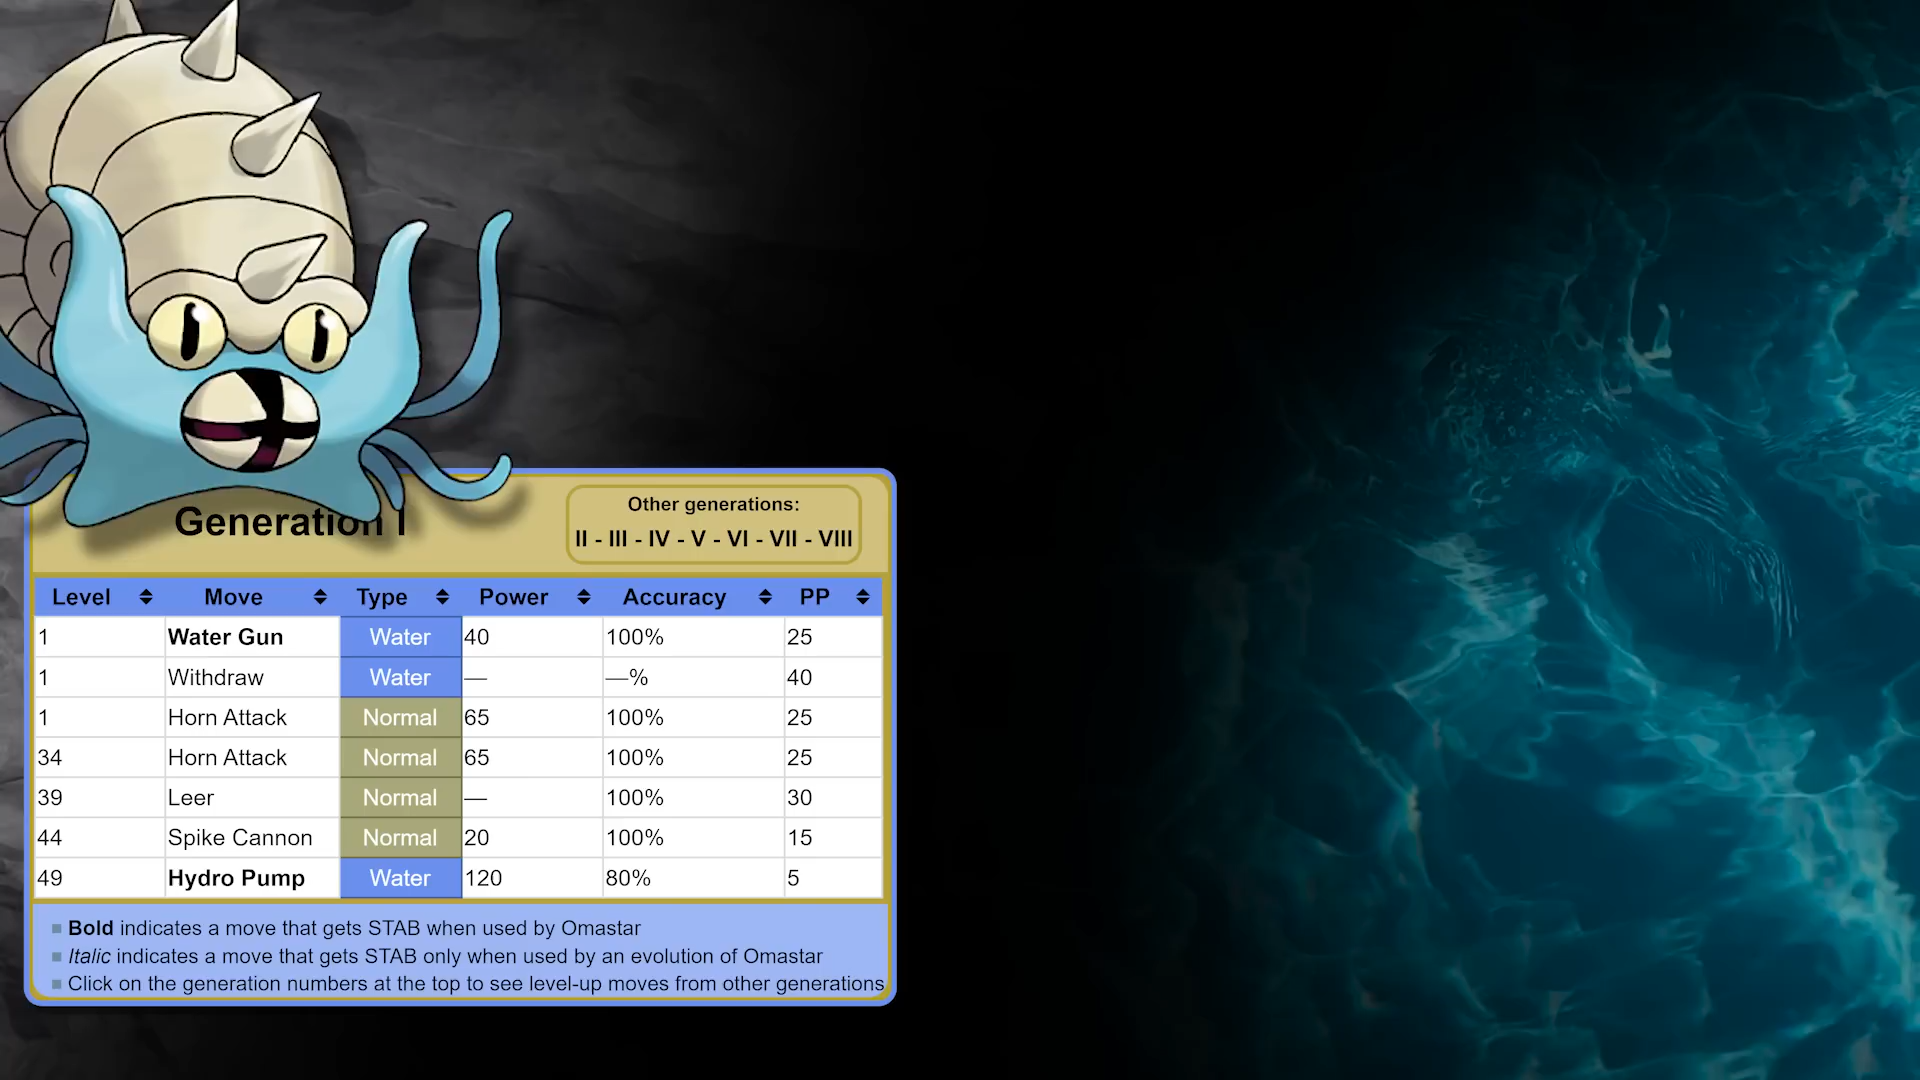 Generation I
Other generations:
II - III - IV - V - VI - VII - VIII
Level Move Type Power Accuracy PP
1 Water Gun Water 40 100% 25
1 Withdraw Water — —% 40
1 Horn Attack Normal 65 100% 25
34 Horn Attack Normal 65 100% 25
39 Leer Normal — 100% 30
44 Spike Cannon Normal 20 100% 15
49 Hydro Pump Water 120 80% 5
Bold indicates a move that gets STAB when used by Omastar
Italic indicates a move that gets STAB only when used by an evolution of Omastar
Click on the generation numbers at the top to see level-up moves from other generations